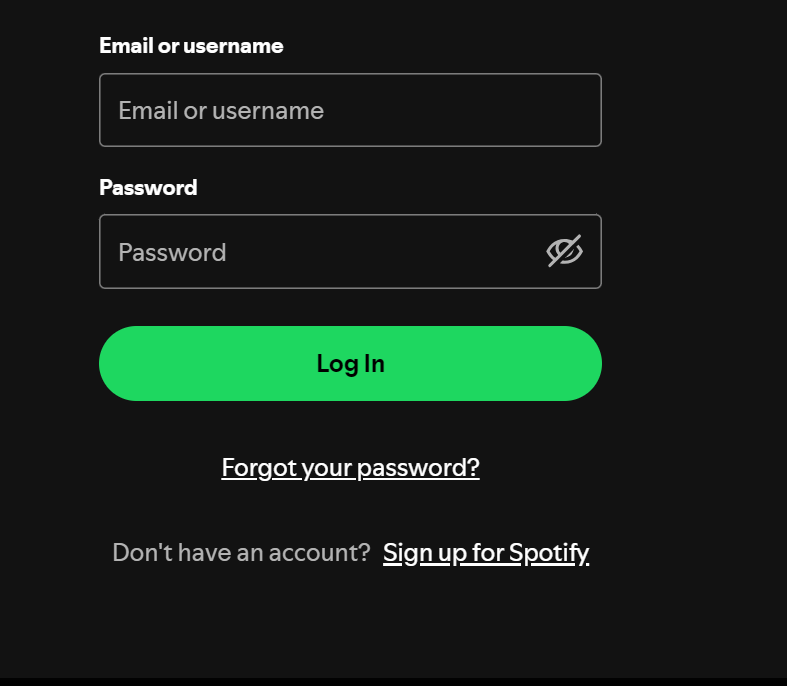 Email or username
Email or username
Password
Password
Log In
Forgot your password?
Don't have an account? Sign up for Spotify